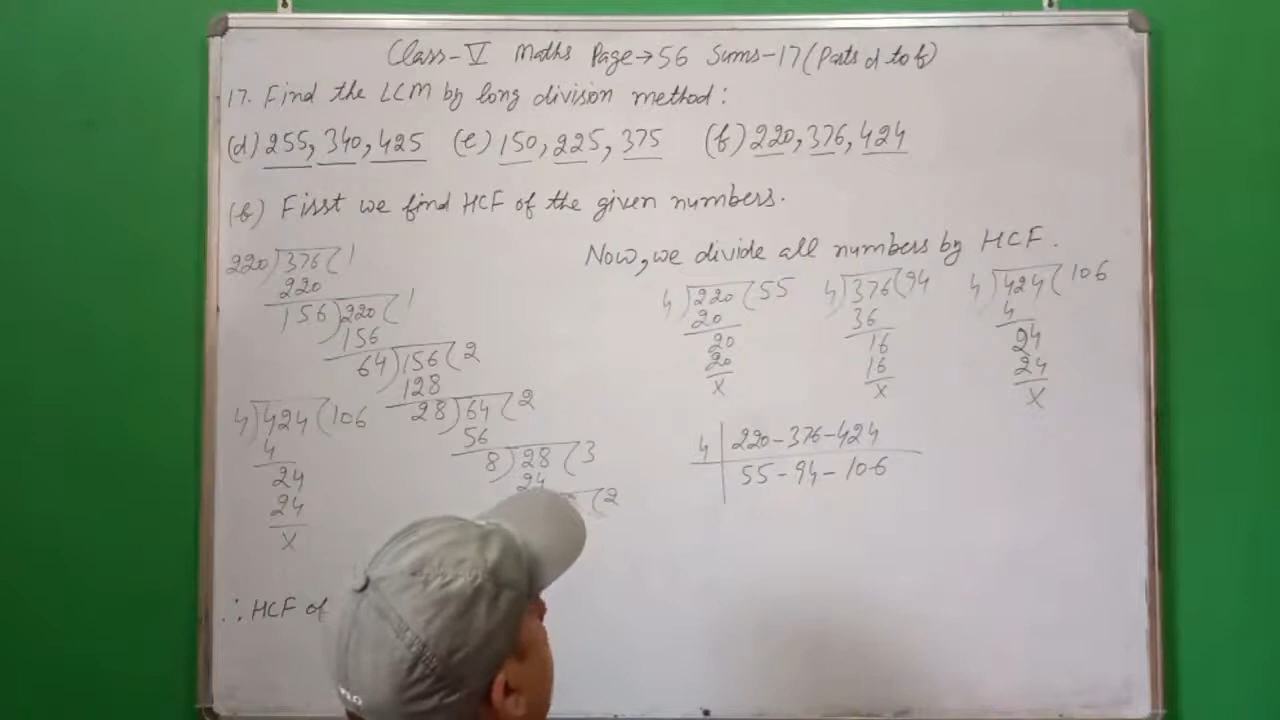 Class-V Maths Page→56 Sums-17(Parts d to f)
17. Find the LCM by long division method:
(d) 255, 340, 425 (e) 150, 225, 375 (f) 220, 376, 424
(f) First we find HCF of the given numbers.
220)376(1
220
156)220(1
156
64)156(2
128
28)64(2
56
8)28(3
24
(2
4)424(106
4
24
24
x
∴ HCF of
Now, we divide all numbers by HCF.
4)220(55
20
20
20
x
4)376(94
36
16
16
x
4)424(106
4
24
24
x
4 | 220-376-424
55-94-106